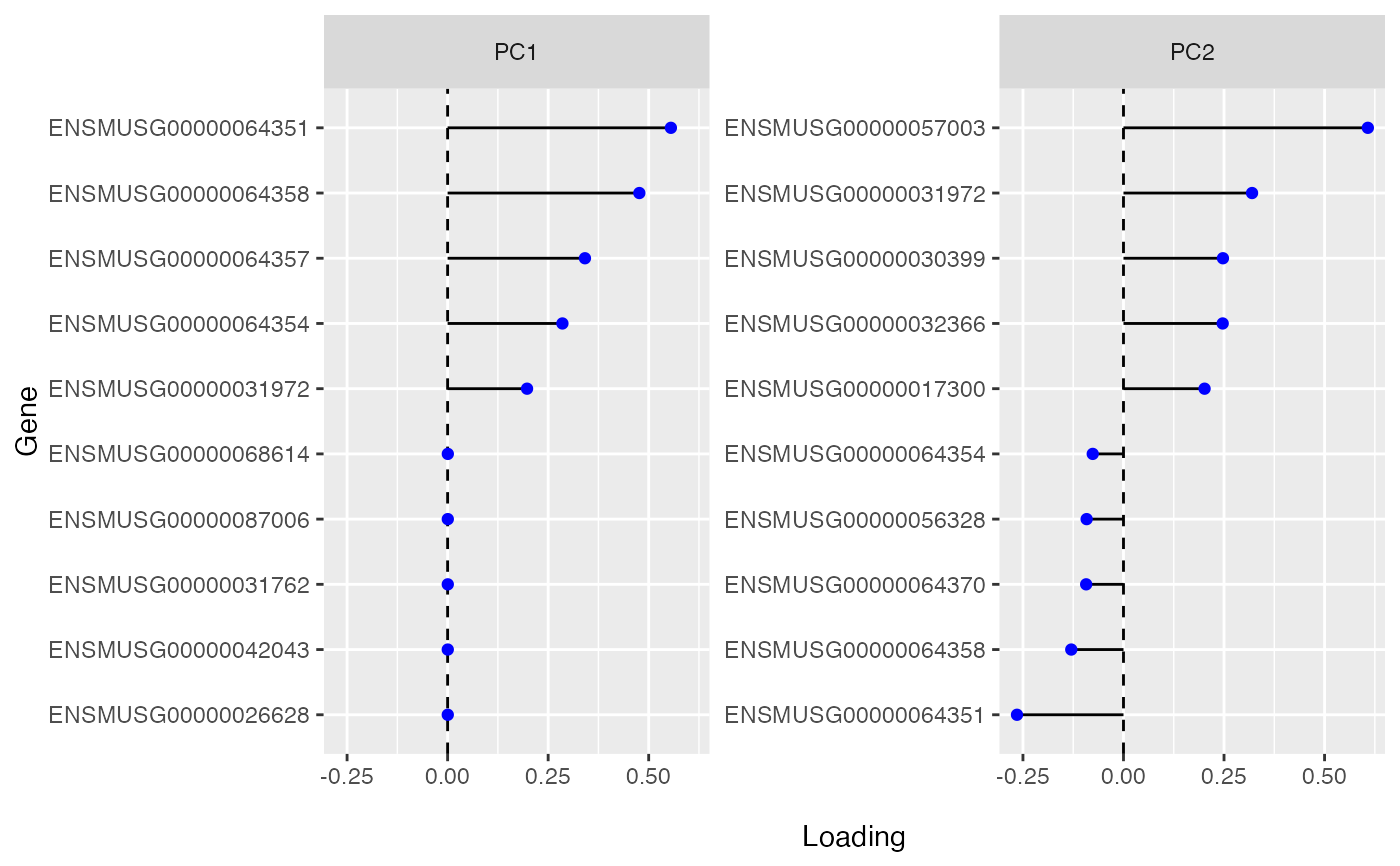 PC1
PC2
ENSMUSG00000064351
ENSMUSG00000064358
ENSMUSG00000064357
ENSMUSG00000064354
ENSMUSG00000031972
ENSMUSG00000068614
ENSMUSG00000087006
ENSMUSG00000031762
ENSMUSG00000042043
ENSMUSG00000026628
ENSMUSG00000057003
ENSMUSG00000031972
ENSMUSG00000030399
ENSMUSG00000032366
ENSMUSG00000017300
ENSMUSG00000064354
ENSMUSG00000056328
ENSMUSG00000064370
ENSMUSG00000064358
ENSMUSG00000064351
Gene
-0.25 0.00 0.25 0.50
-0.25 0.00 0.25 0.50
Loading